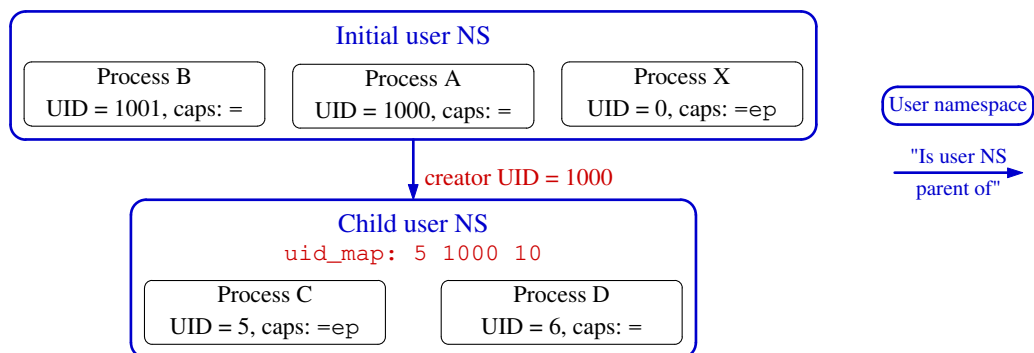 Initial user NS
Process B
UID = 1001, caps: =
Process A
UID = 1000, caps: =
Process X
UID = 0, caps: =ep
creator UID = 1000
Child user NS
uid_map: 5 1000 10
Process C
UID = 5, caps: =ep
Process D
UID = 6, caps: =
User namespace
"Is user NS
parent of"